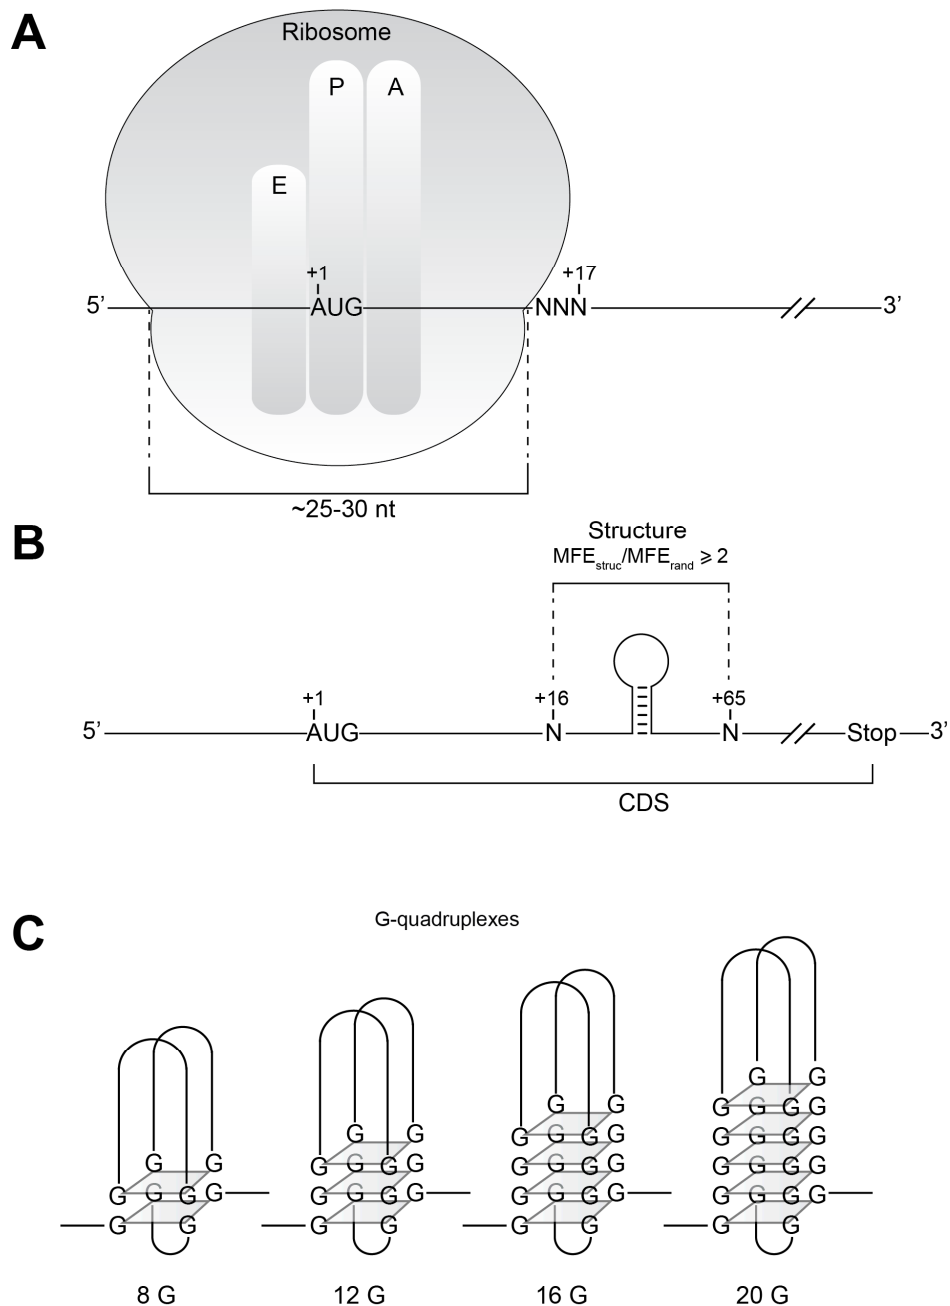 A
Ribosome
P A
E
+1 +17
5’ AUG NNN 3’
~25-30 nt
B
Structure
MFEstruc/MFErand ⩾ 2
+1 +16 +65
5’ AUG N N Stop 3’
CDS
C
G-quadruplexes
G G
G G G G
G G
G G
G G G G
G G G G
G G
G G
G G G G
G G G G
G G G G
G G
G G
G G G G
G G G G
G G G G
G G G G
G G
8 G 12 G 16 G 20 G